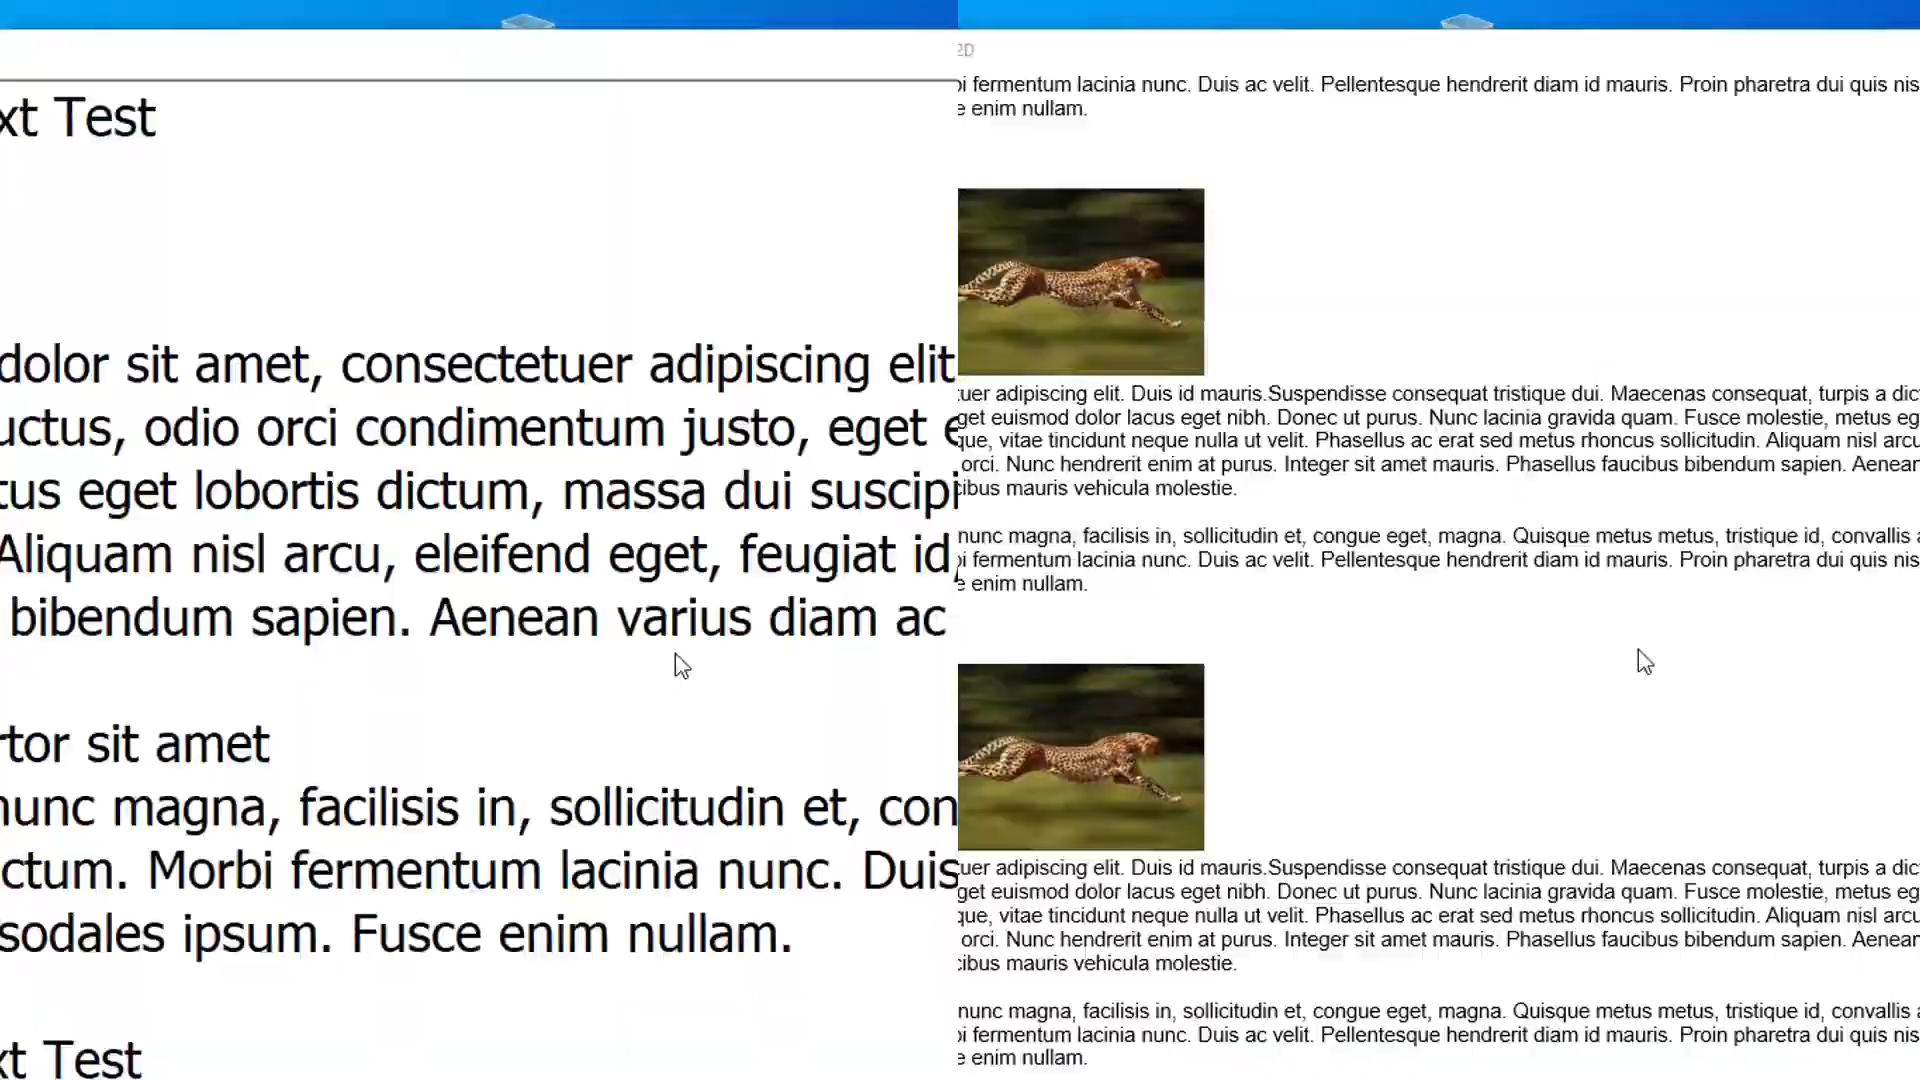 xt Test
dolor sit amet, consectetuer adipiscing elit
uctus, odio orci condimentum justo, eget e
tus eget lobortis dictum, massa dui suscipi
Aliquam nisl arcu, eleifend eget, feugiat id,
bibendum sapien. Aenean varius diam ac
rtor sit amet
nunc magna, facilisis in, sollicitudin et, con
ctum. Morbi fermentum lacinia nunc. Duis
sodales ipsum. Fusce enim nullam.
xt Test
2D
i fermentum lacinia nunc. Duis ac velit. Pellentesque hendrerit diam id mauris. Proin pharetra dui quis nis
e enim nullam.
uer adipiscing elit. Duis id mauris.Suspendisse consequat tristique dui. Maecenas consequat, turpis a dic
get euismod dolor lacus eget nibh. Donec ut purus. Nunc lacinia gravida quam. Fusce molestie, metus eg
que, vitae tincidunt neque nulla ut velit. Phasellus ac erat sed metus rhoncus sollicitudin. Aliquam nisl arcu
orci. Nunc hendrerit enim at purus. Integer sit amet mauris. Phasellus faucibus bibendum sapien. Aenean
cibus mauris vehicula molestie.
nunc magna, facilisis in, sollicitudin et, congue eget, magna. Quisque metus metus, tristique id, convallis a
i fermentum lacinia nunc. Duis ac velit. Pellentesque hendrerit diam id mauris. Proin pharetra dui quis nis
e enim nullam.
uer adipiscing elit. Duis id mauris.Suspendisse consequat tristique dui. Maecenas consequat, turpis a dic
get euismod dolor lacus eget nibh. Donec ut purus. Nunc lacinia gravida quam. Fusce molestie, metus eg
que, vitae tincidunt neque nulla ut velit. Phasellus ac erat sed metus rhoncus sollicitudin. Aliquam nisl arcu
orci. Nunc hendrerit enim at purus. Integer sit amet mauris. Phasellus faucibus bibendum sapien. Aenean
cibus mauris vehicula molestie.
nunc magna, facilisis in, sollicitudin et, congue eget, magna. Quisque metus metus, tristique id, convallis a
i fermentum lacinia nunc. Duis ac velit. Pellentesque hendrerit diam id mauris. Proin pharetra dui quis nis
e enim nullam.